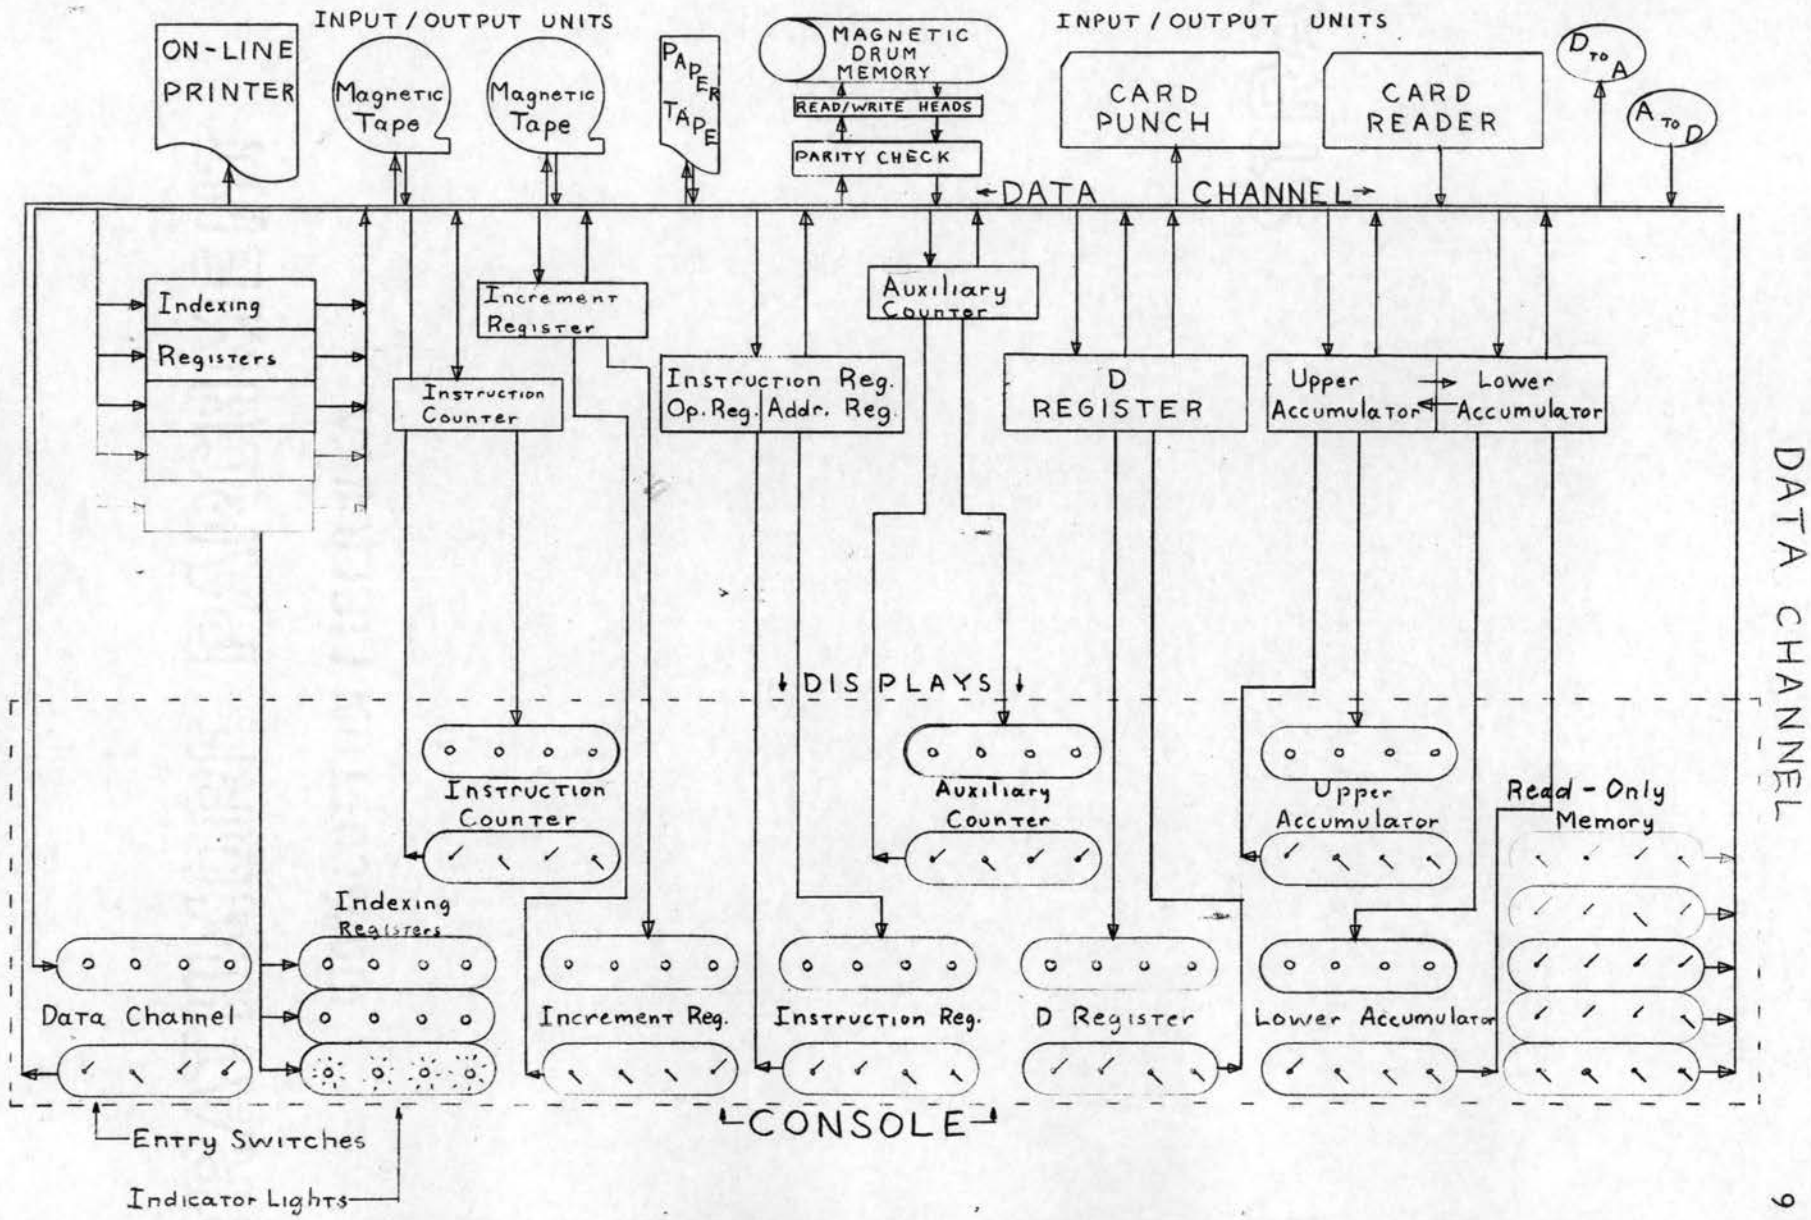 INPUT / OUTPUT UNITS
INPUT / OUTPUT UNITS
ON-LINE
PRINTER
Magnetic
Tape
Magnetic
Tape
PAPER
TAPE
MAGNETIC
DRUM
MEMORY
READ/WRITE HEADS
PARITY CHECK
CARD
PUNCH
CARD
READER
D TO A
A TO D
DATA CHANNEL
Indexing
Registers
Increment
Register
Instruction
Counter
Instruction Reg.
Op. Reg. Addr. Reg.
Auxiliary
Counter
D
REGISTER
Upper
Accumulator
Lower
Accumulator
DATA CHANNEL
DISPLAYS
Instruction
Counter
Auxiliary
Counter
Upper
Accumulator
Read-Only
Memory
Indexing
Registers
Data Channel
Increment Reg.
Instruction Reg.
D Register
Lower Accumulator
CONSOLE
Entry Switches
Indicator Lights
9